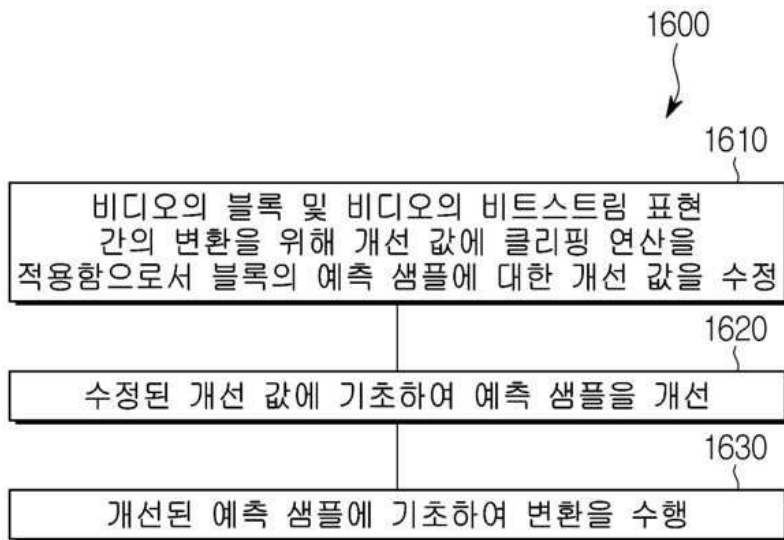 1600
1610
비디오의 블록 및 비디오의 비트스트림 표현
간의 변환을 위해 개선 값에 클리핑 연산을
적용함으로서 블록의 예측 샘플에 대한 개선 값을 수정
1620
수정된 개선 값에 기초하여 예측 샘플을 개선
1630
개선된 예측 샘플에 기초하여 변환을 수행